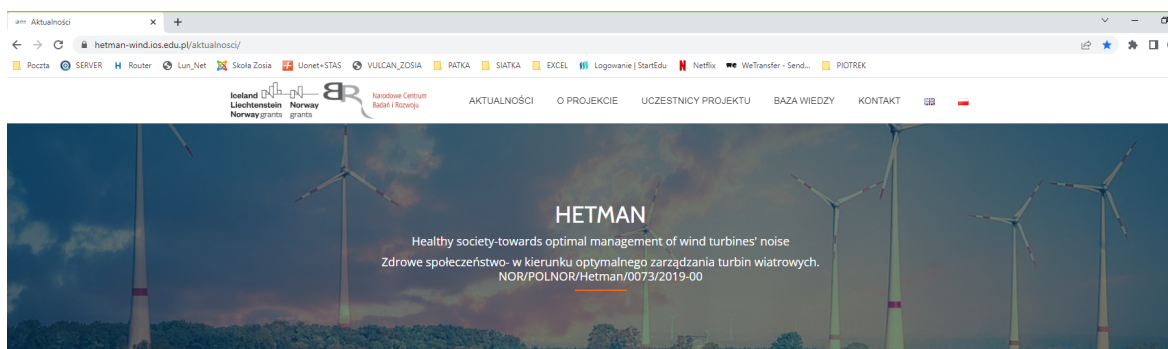 Aktualności
hetman-wind.ios.edu.pl/aktualnosci/
Poczta SERVER H Router Lun_Net Skoła Zosia Uonet+STAS VULCAN_ZOSIA PATKA SIATKA EXCEL Logowanie | StartEdu N Netflix we WeTransfer - Send... PIOTREK
Iceland
Liechtenstein Norway
Norway grants grants
BR
Narodowe Centrum
Badań i Rozwoju
AKTUALNOŚCI O PROJEKCIE UCZESTNICY PROJEKTU BAZA WIEDZY KONTAKT
HETMAN
Healthy society-towards optimal management of wind turbines' noise
Zdrowe społeczeństwo- w kierunku optymalnego zarządzania turbin wiatrowych.
NOR/POLNOR/Hetman/0073/2019-00